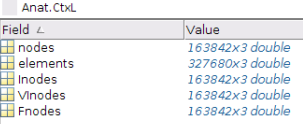 Anat.CtxL
Field Value
nodes 163842x3 double
elements 327680x3 double
Inodes 163842x3 double
VInodes 163842x3 double
Fnodes 163842x3 double